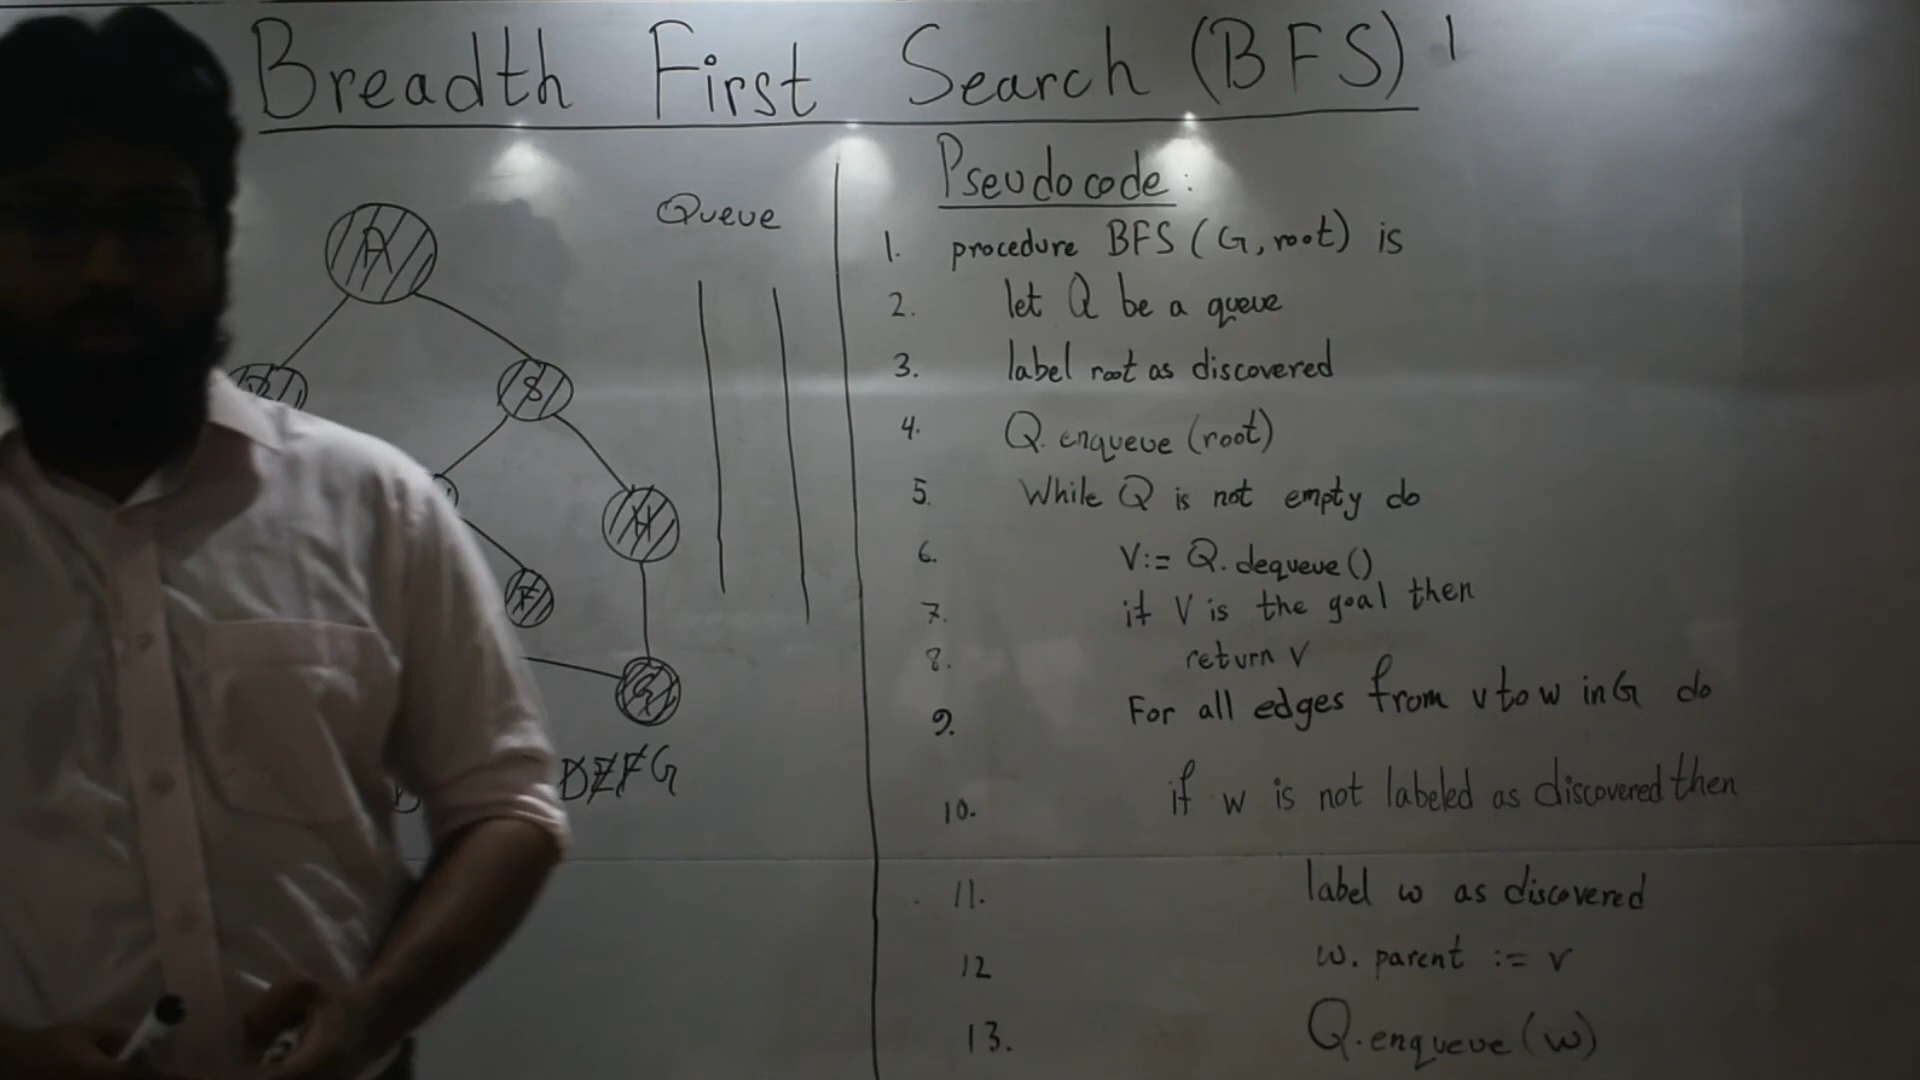 Breadth First Search (BFS)
Queue
A
B
S
H
F
G
G
Pseudocode:
1. procedure BFS (G, root) is
2. let Q be a queue
3. label root as discovered
4. Q. enqueue (root)
5. While Q is not empty do
6. V:= Q. dequeue ()
7. if V is the goal then
8. return V
9. For all edges from v to w in G do
10. if w is not labeled as discovered then
11. label w as discovered
12 w. parent := v
13. Q. enqueue (w)